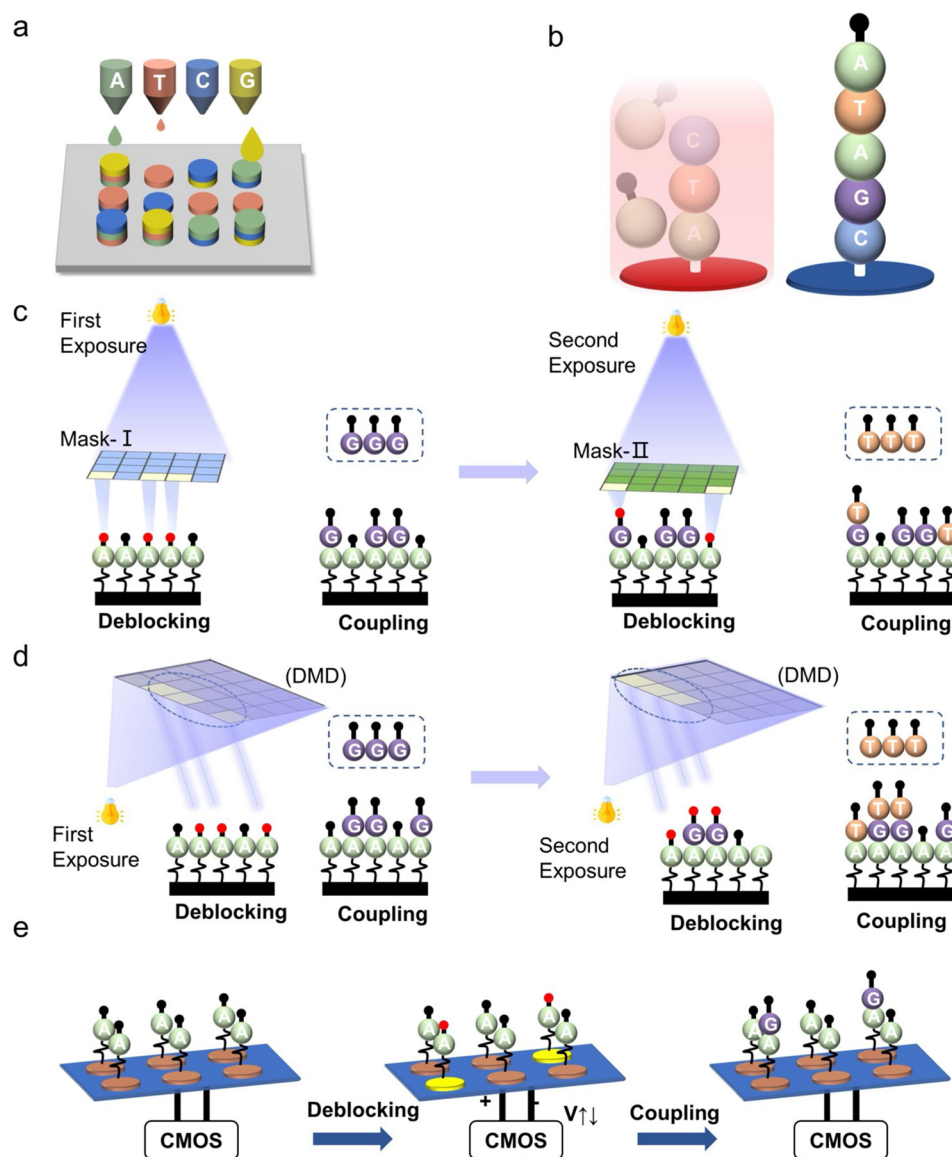 a
A T C G
b
C
T
A
A
T
A
G
C
c
First
Exposure
Mask-Ⅰ
A A A A A
Deblocking
G G G
G G G
A A A A A
Coupling
Second
Exposure
Mask-Ⅱ
G G G
A A A A A
Deblocking
T T T
T
G G G T
A A A A A
Coupling
d
(DMD)
First
Exposure
A A A A A
Deblocking
G G G
G G G
A A A A A
Coupling
(DMD)
Second
Exposure
G G
A A A A A
Deblocking
T T T
T T
T G G G
A A A A A
Coupling
e
A A A A A A
CMOS
Deblocking
A A A A A A
+ -
V↑↓
CMOS
Coupling
G G
A A A A A A
CMOS